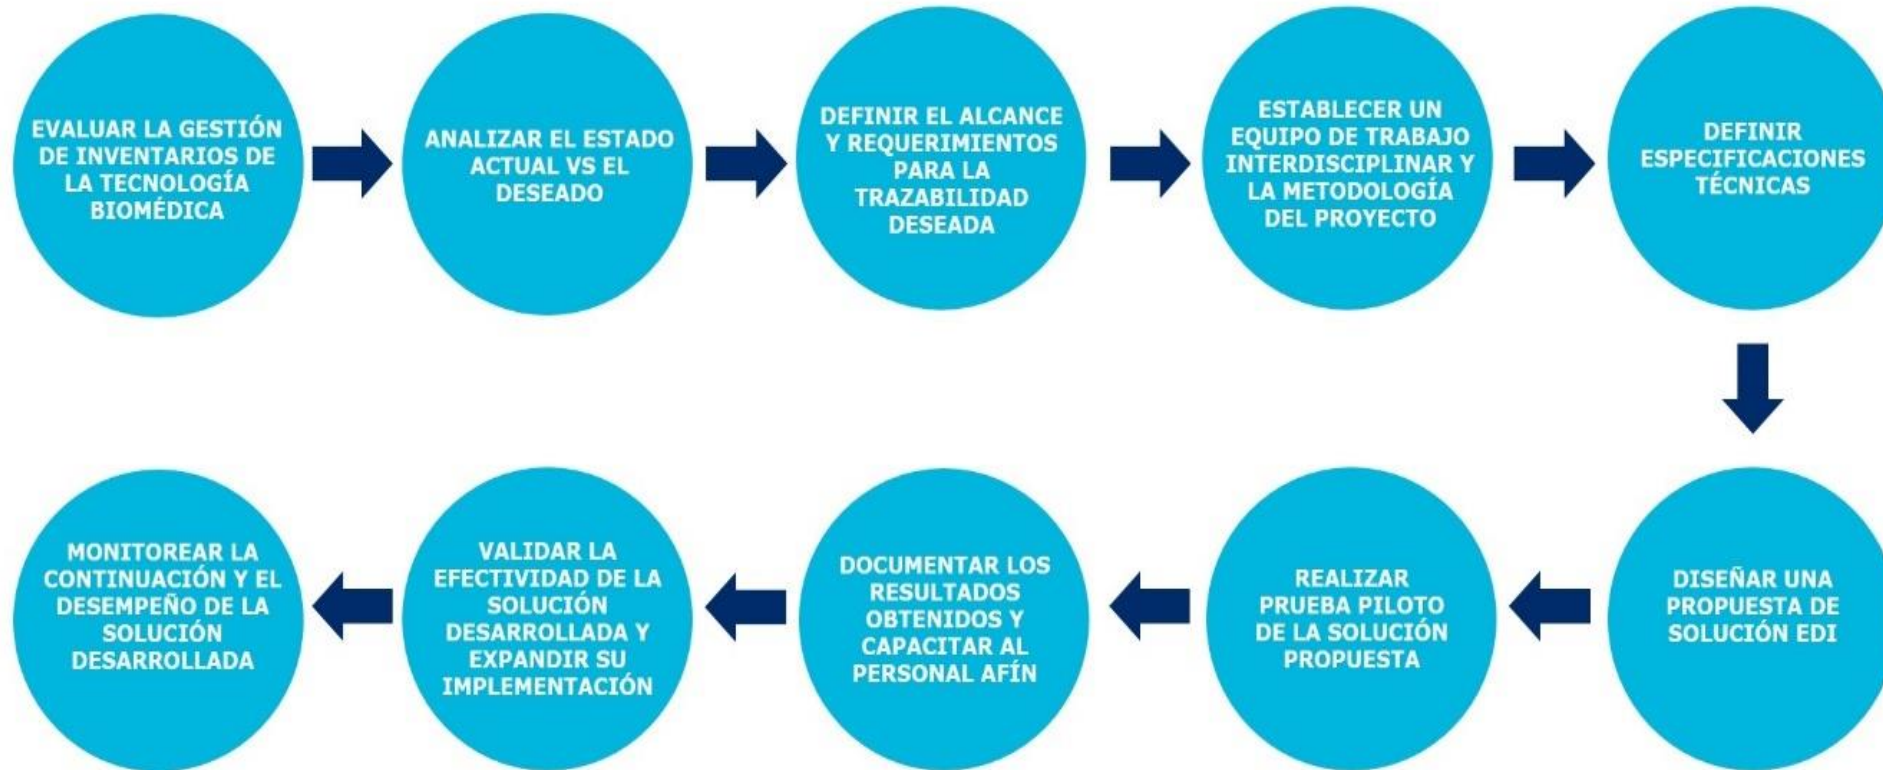 EVALUAR LA GESTIÓN
DE INVENTARIOS DE
LA TECNOLOGÍA
BIOMÉDICA
ANALIZAR EL ESTADO
ACTUAL VS EL
DESEADO
DEFINIR EL ALCANCE
Y REQUERIMIENTOS
PARA LA
TRAZABILIDAD
DESEADA
ESTABLECER UN
EQUIPO DE TRABAJO
INTERDISCIPLINAR Y
LA METODOLOGÍA
DEL PROYECTO
DEFINIR
ESPECIFICACIONES
TÉCNICAS
DISEÑAR UNA
PROPUESTA DE
SOLUCIÓN EDI
REALIZAR
PRUEBA PILOTO
DE LA SOLUCIÓN
PROPUESTA
DOCUMENTAR LOS
RESULTADOS
OBTENIDOS Y
CAPACITAR AL
PERSONAL AFÍN
VALIDAR LA
EFECTIVIDAD DE LA
SOLUCIÓN
DESARROLLADA Y
EXPANDIR SU
IMPLEMENTACIÓN
MONITOREAR LA
CONTINUACIÓN Y EL
DESEMPEÑO DE LA
SOLUCIÓN
DESARROLLADA